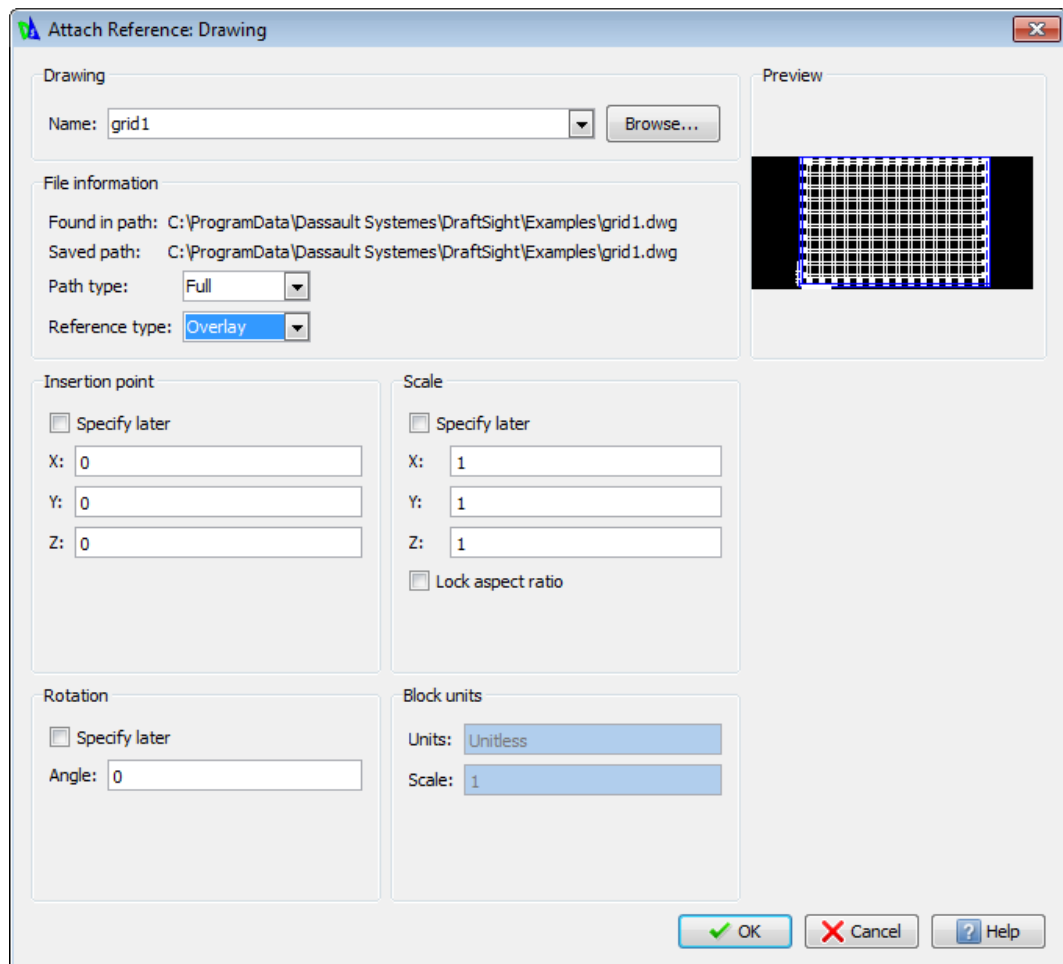 Attach Reference: Drawing
Drawing
Name: grid1 Browse...
Preview
File information
Found in path: C:\ProgramData\Dassault Systemes\DraftSight\Examples\grid1.dwg
Saved path: C:\ProgramData\Dassault Systemes\DraftSight\Examples\grid1.dwg
Path type: Full
Reference type: Overlay
Insertion point
Specify later
X: 0
Y: 0
Z: 0
Scale
Specify later
X: 1
Y: 1
Z: 1
Lock aspect ratio
Rotation
Specify later
Angle: 0
Block units
Units: Unitless
Scale: 1
OK Cancel Help